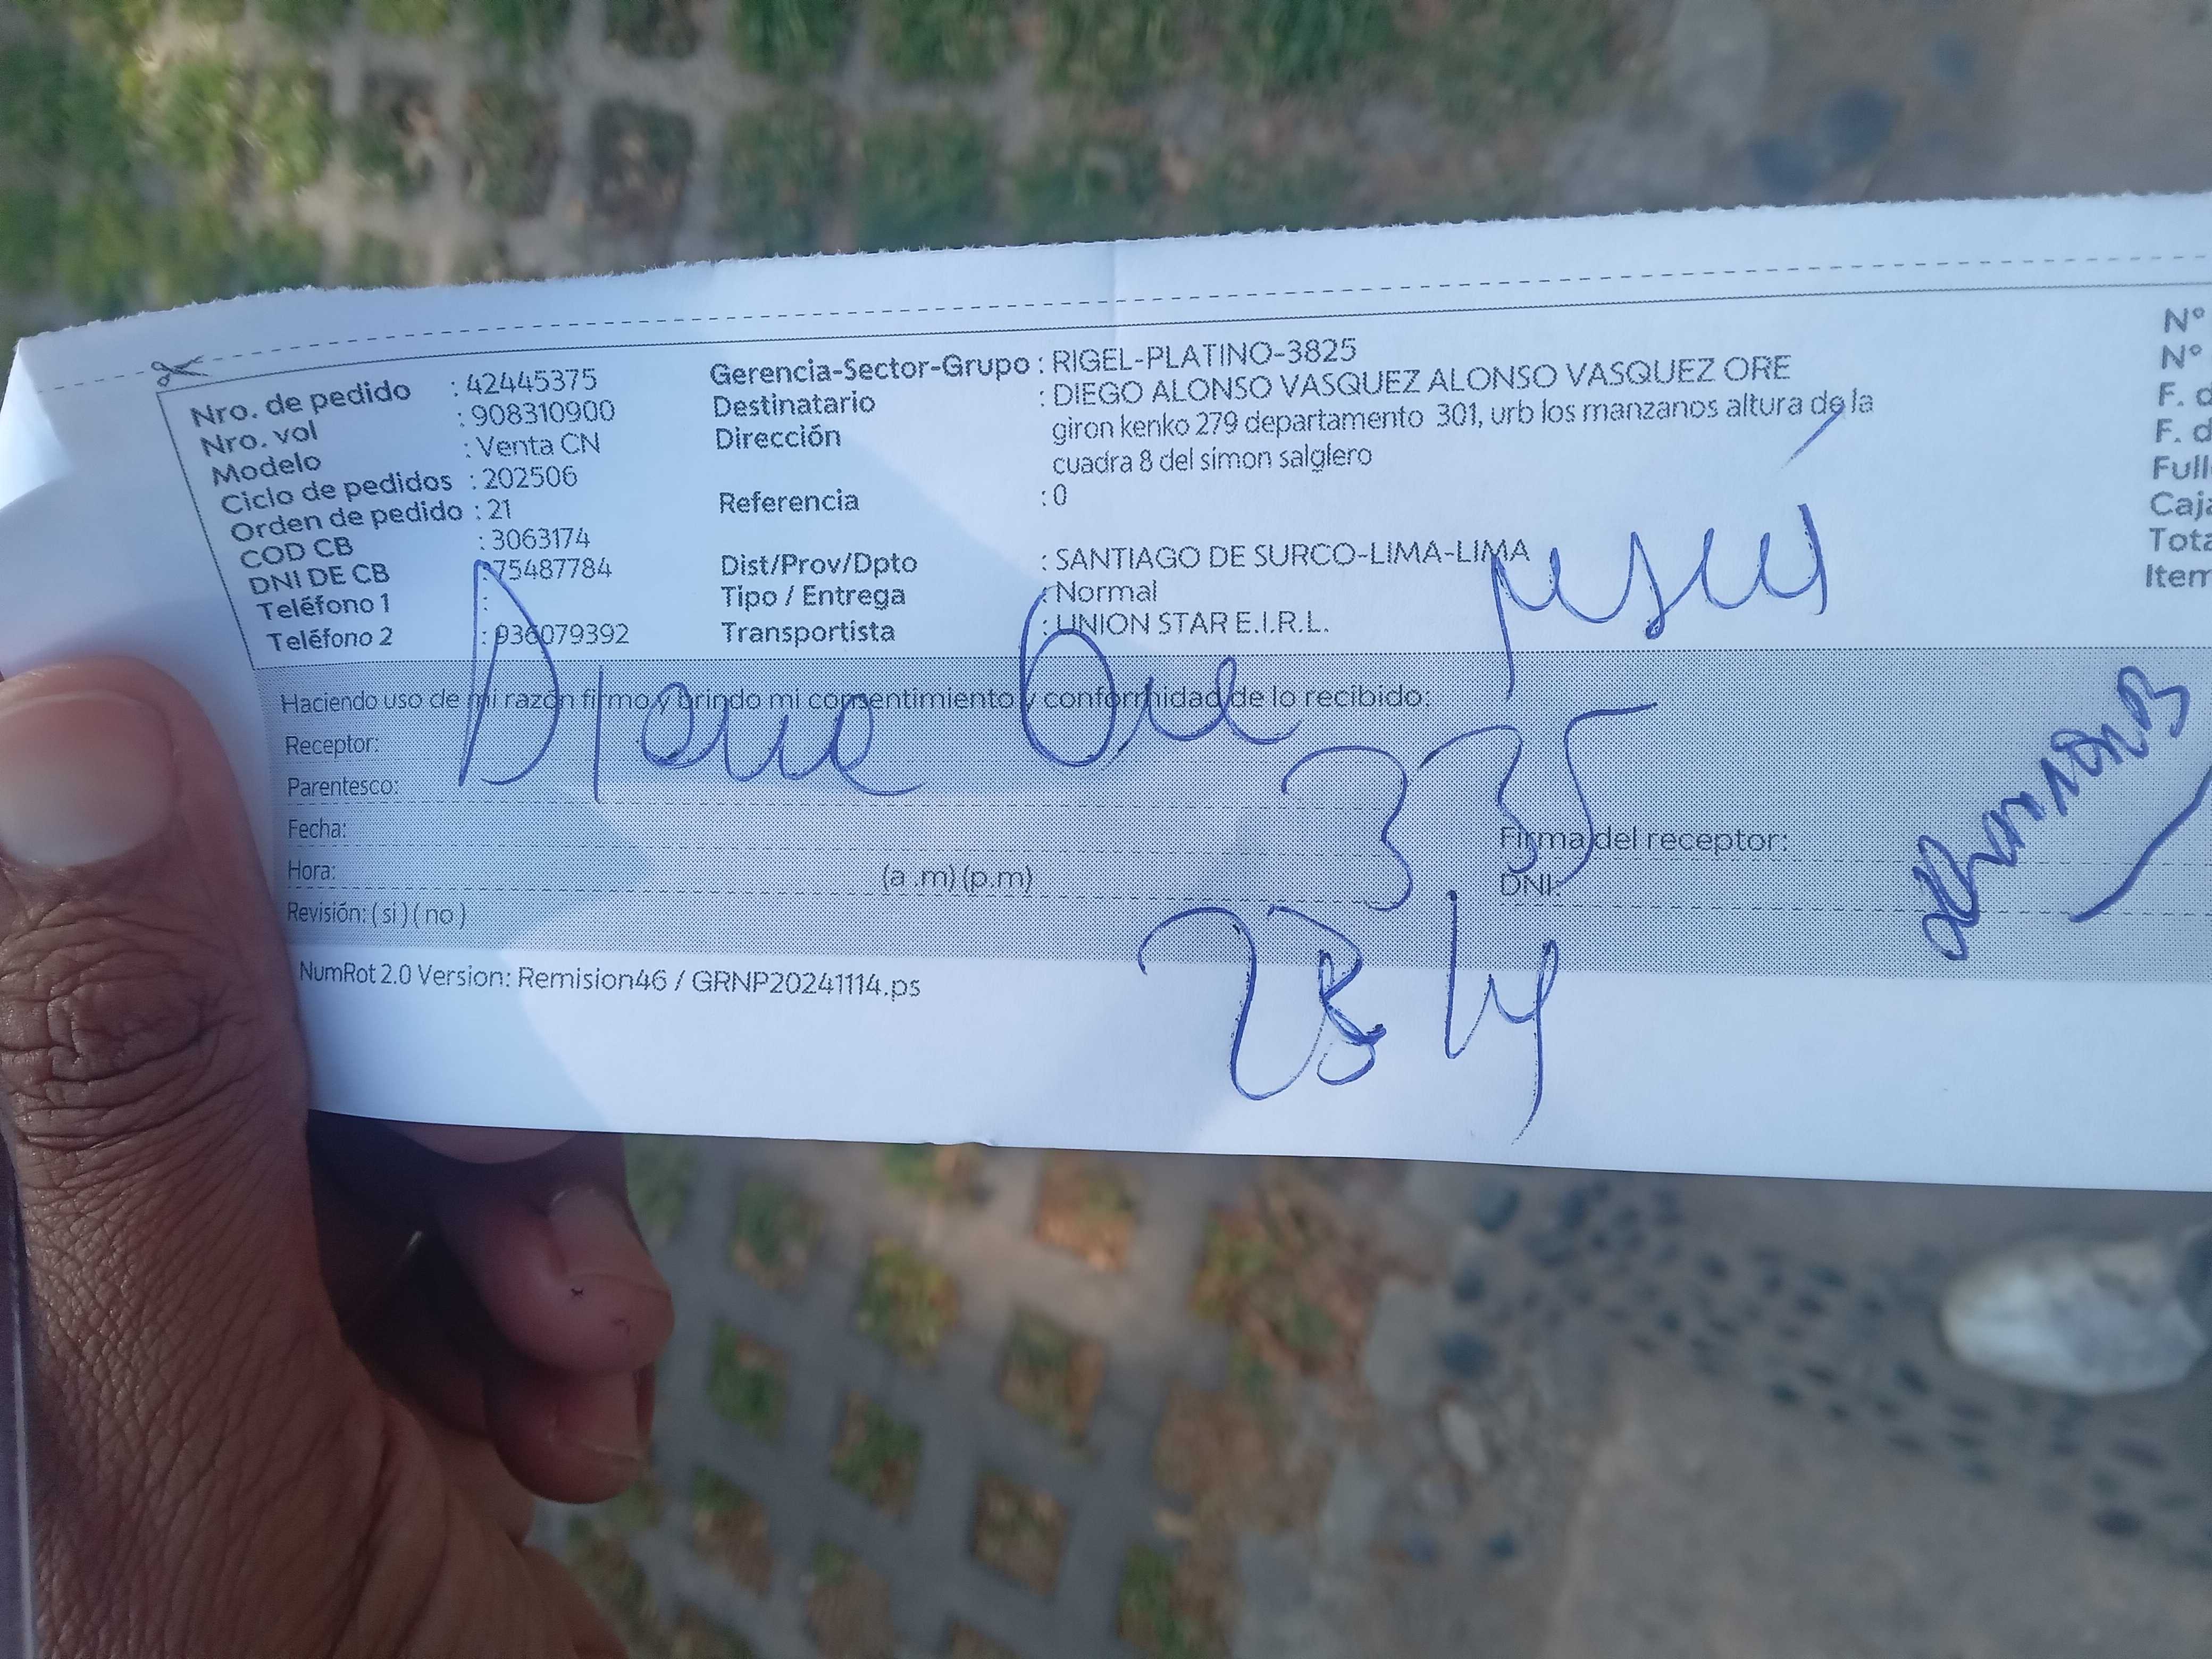 Nro. de pedido : 42445375
Nro. vol : 908310900
Modelo : Venta CN
Ciclo de pedidos : 202506
Orden de pedido : 21
COD CB : 3063174
DNI DE CB : 75487784
Teléfono 1 :
Teléfono 2 : 936079392
Gerencia-Sector-Grupo : RIGEL-PLATINO-3825
Destinatario : DIEGO ALONSO VASQUEZ ALONSO VASQUEZ ORE
Dirección giron kenko 279 departamento 301, urb los manzanos altura de la
cuadra 8 del simon salglero
Referencia : 0
Dist/Prov/Dpto : SANTIAGO DE SURCO-LIMA-LIMA
Tipo / Entrega : Normal
Transportista : UNION STAR E.I.R.L.
N°
N°
F. d
F. d
Full
Caja
Tota
Item
Haciendo uso de mi razón firmo y brindo mi consentimiento y conformidad de lo recibido:
Receptor:
Parentesco:
Fecha:
Hora: (a .m) (p.m)
Revisión: ( si ) ( no )
Firma del receptor:
DNI:
Ore
335
NumRot 2.0 Version: Remision46 / GRNP20241114.ps